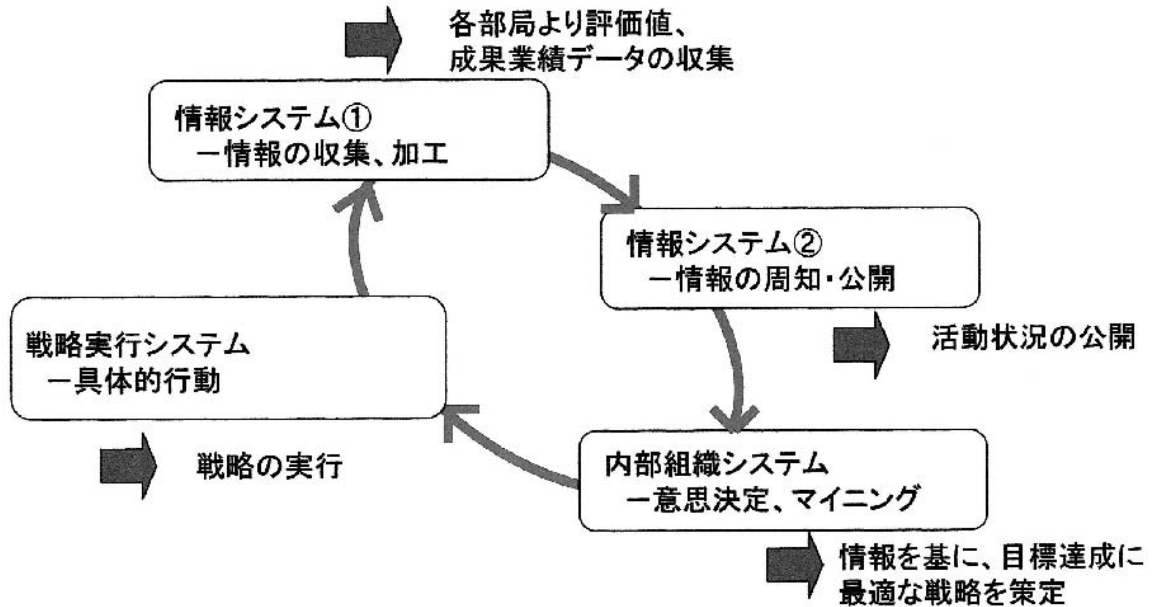 各部局より評価値、
成果業績データの収集
情報システム①
－情報の収集、加工
情報システム②
－情報の周知・公開
活動状況の公開
戦略実行システム
－具体的行動
戦略の実行
内部組織システム
－意思決定、マイニング
情報を基に、目標達成に
最適な戦略を策定